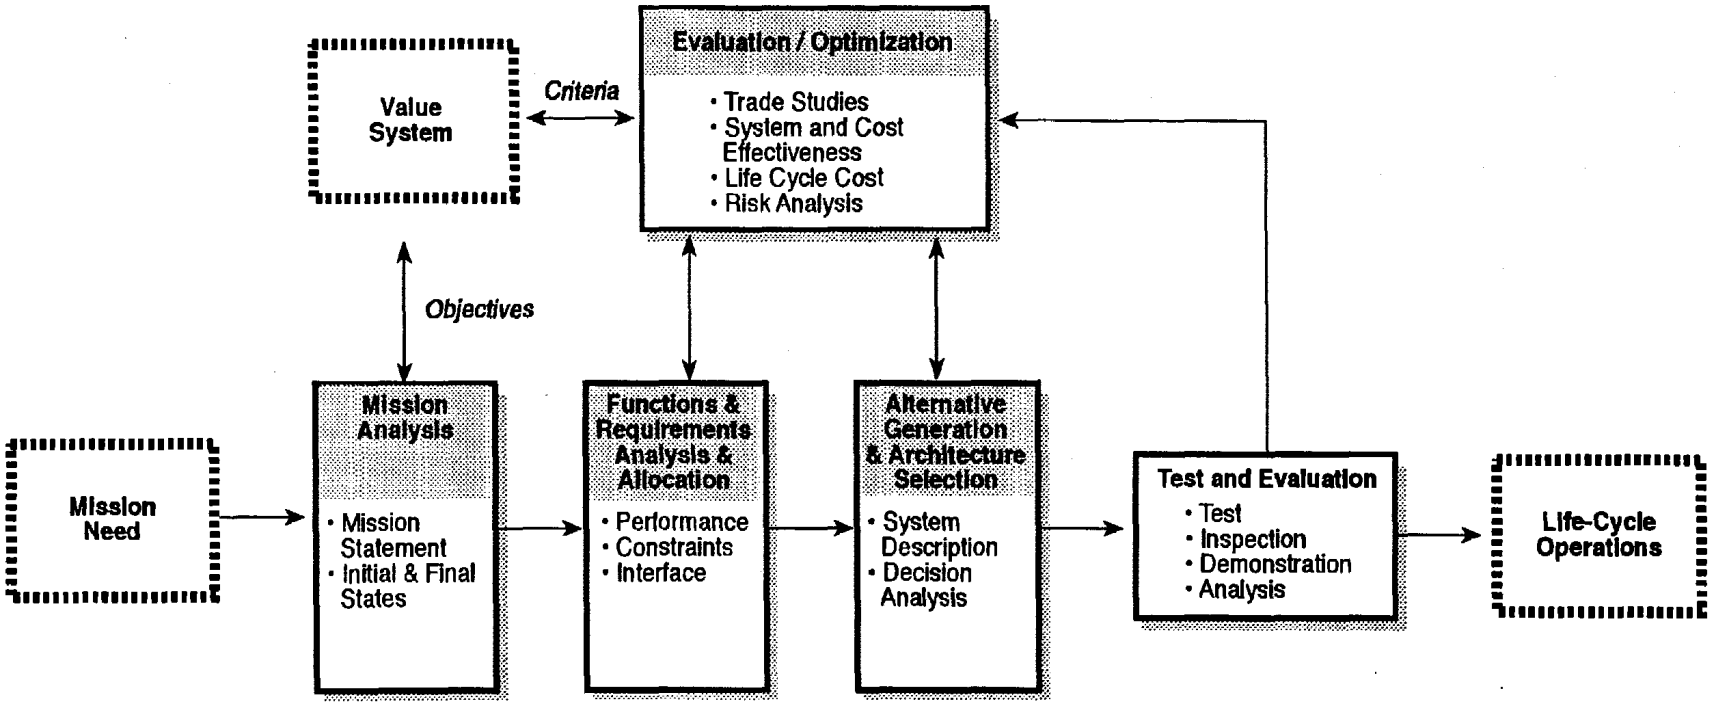 Evaluation / Optimization
• Trade Studies
• System and Cost
Effectiveness
• Life Cycle Cost
• Risk Analysis
Value
System
Criteria
Objectives
Mission
Need
Mission
Analysis
• Mission
Statement
• Initial & Final
States
Functions &
Requirements
Analysis &
Allocation
• Performance
• Constraints
• Interface
Alternative
Generation
& Architecture
Selection
• System
Description
• Decision
Analysis
Test and Evaluation
• Test
• Inspection
• Demonstration
• Analysis
Life-Cycle
Operations